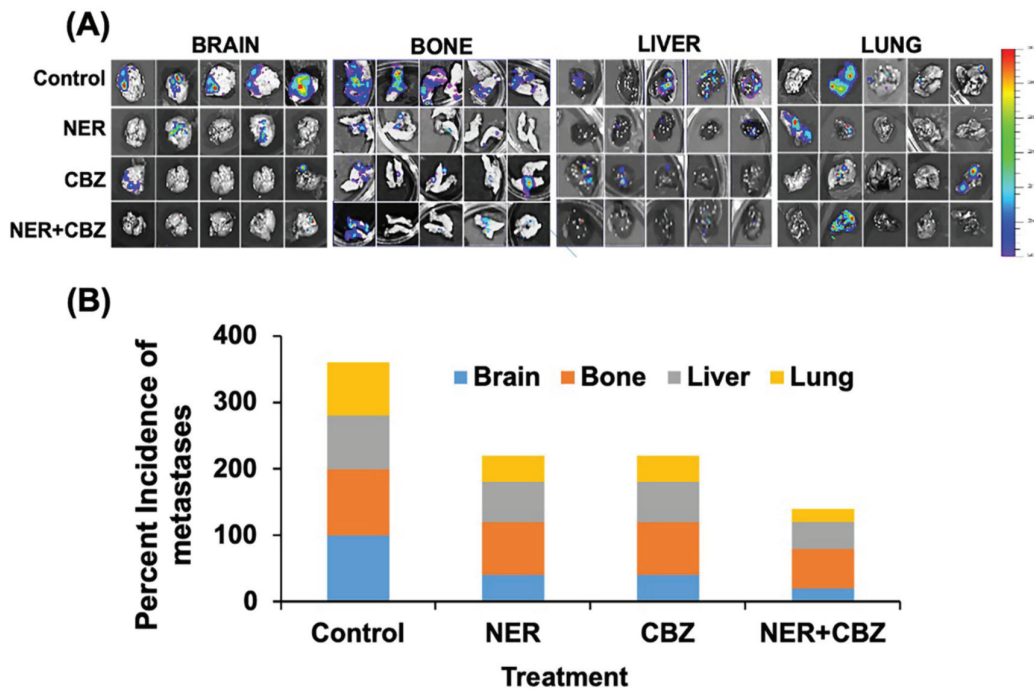 (A)
BRAIN BONE LIVER LUNG
Control
NER
CBZ
NER+CBZ
(B)
Percent Incidence of
metastases
400
300
200
100
0
Brain Bone Liver Lung
Control NER CBZ NER+CBZ
Treatment